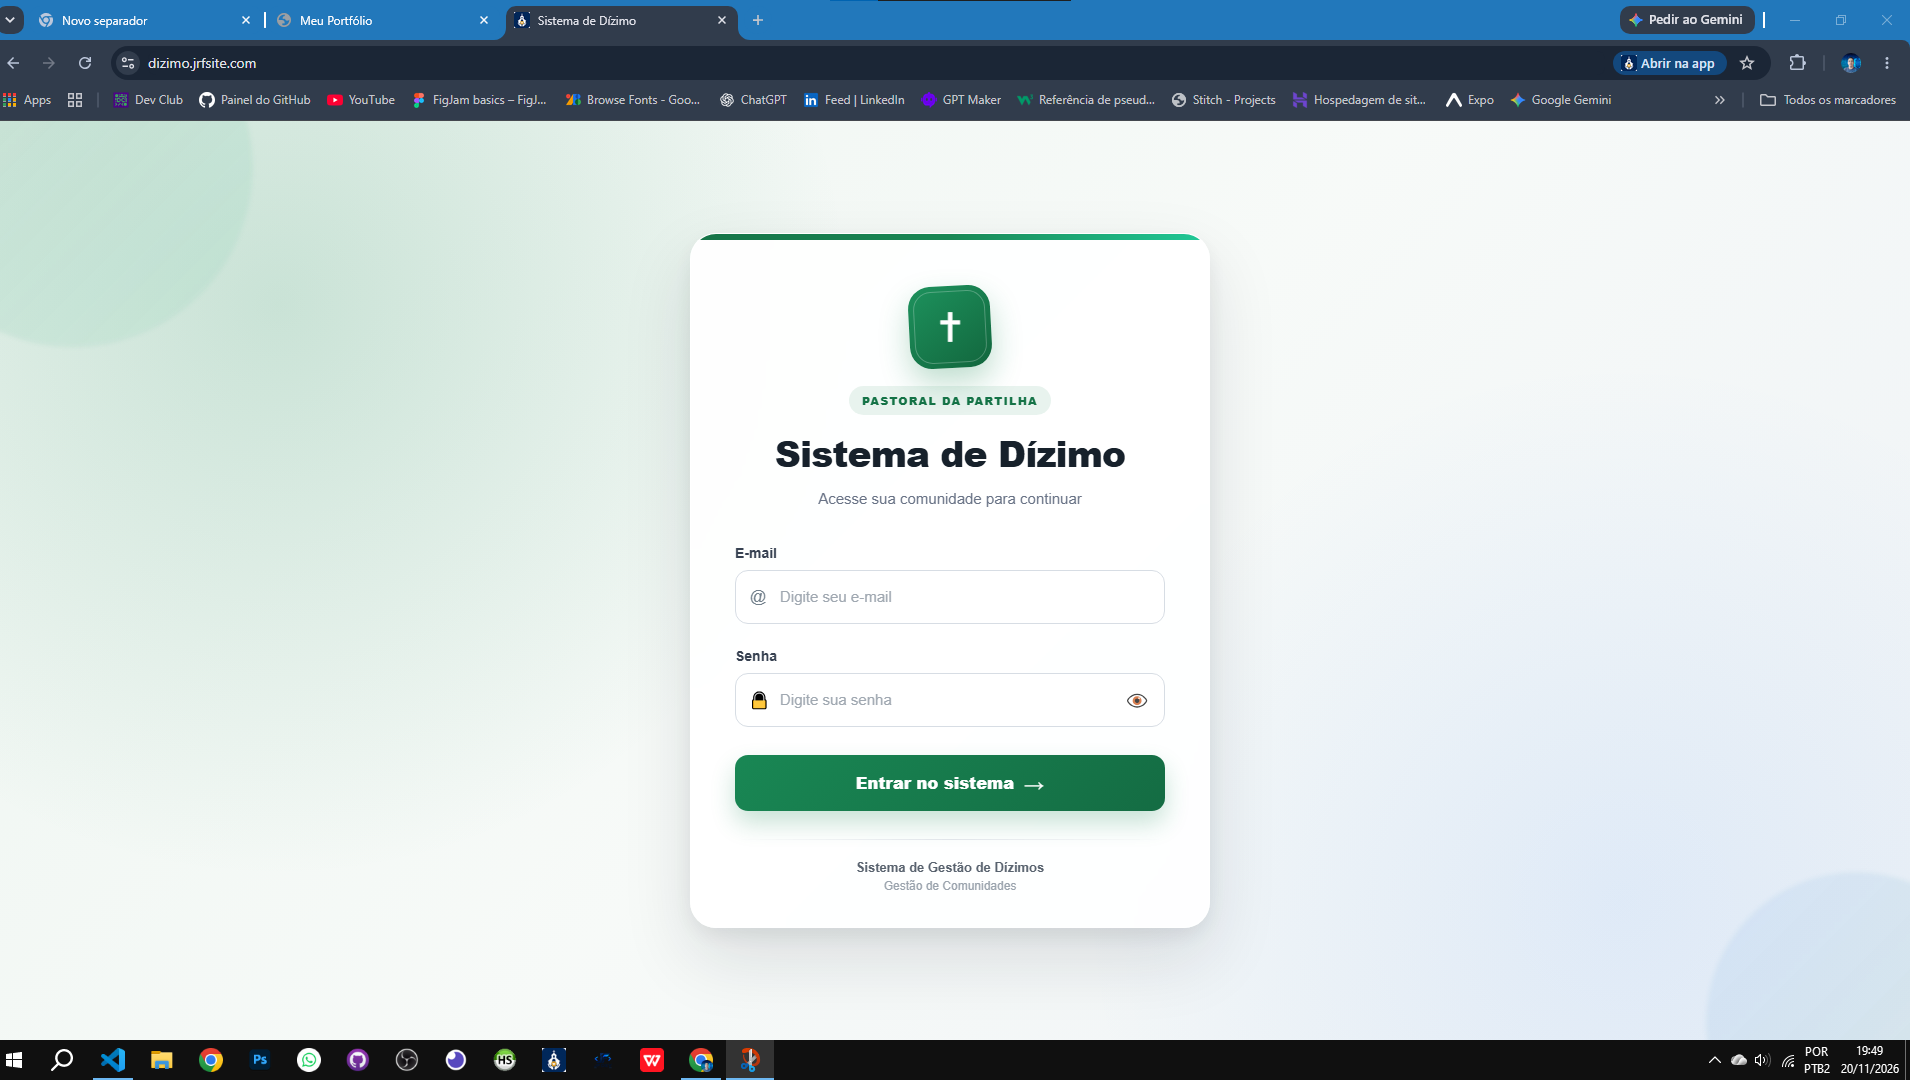 Novo separador
Meu Portfólio
Sistema de Dízimo
Pedir ao Gemini
dizimo.jrfsite.com
Abrir na app
Apps
Dev Club
Painel do GitHub
YouTube
FigJam basics – FigJ...
Browse Fonts - Goo...
ChatGPT
Feed | LinkedIn
GPT Maker
Referência de pseud...
Stitch - Projects
Hospedagem de sit...
Expo
Google Gemini
Todos os marcadores
PASTORAL DA PARTILHA
Sistema de Dízimo
Acesse sua comunidade para continuar
E-mail
@ Digite seu e-mail
Senha
Digite sua senha
Entrar no sistema →
Sistema de Gestão de Dízimos
Gestão de Comunidades
Ps
HS
W
POR
PTB2
19:49
20/11/2026